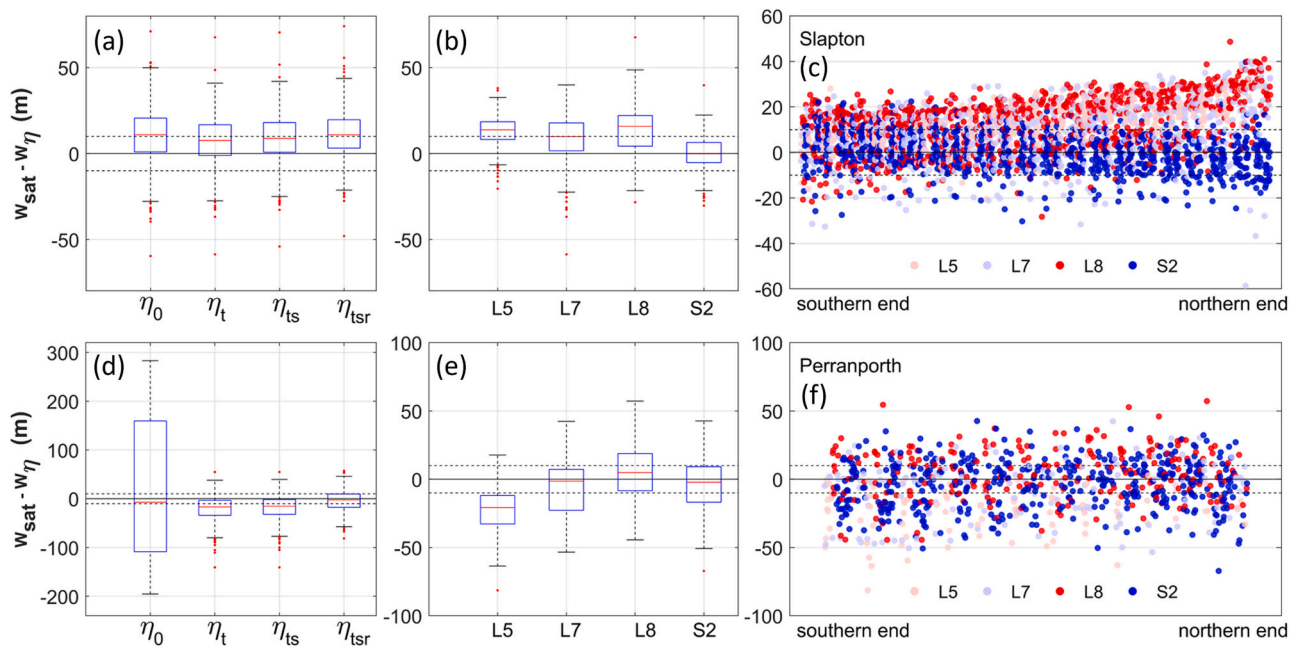 (a)
w_sat - w_η (m)
50
0
-50
η_0 η_t η_ts η_tsr
(b)
50
0
-50
L5 L7 L8 S2
Slapton
(c)
60
40
20
0
-20
-40
-60
L5 L7 L8 S2
southern end northern end
(d)
w_sat - w_η (m)
300
200
100
0
-100
-200
η_0 η_t η_ts η_tsr
(e)
100
50
0
-50
-100
L5 L7 L8 S2
Perranporth
(f)
100
50
0
-50
-100
L5 L7 L8 S2
southern end northern end